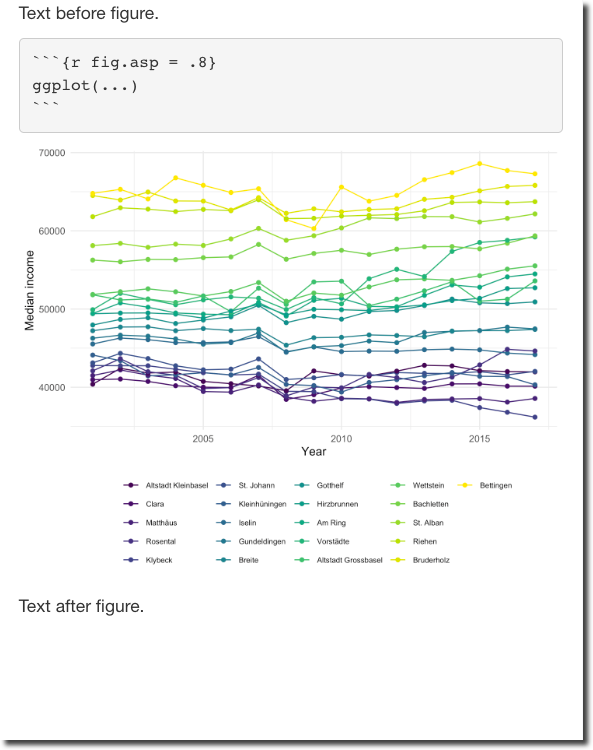 Text before figure.
```{r fig.asp = .8}
ggplot(...)
```
70000
60000
50000
40000
Median income
2005 2010 2015
Year
Altstadt Kleinbasel St. Johann Gotthelf Wettstein Bettingen
Clara Kleinhüningen Hirzbrunnen Bachletten
Matthäus Iselin Am Ring St. Alban
Rosental Gundeldingen Vorstädte Riehen
Klybeck Breite Altstadt Grossbasel Bruderholz
Text after figure.